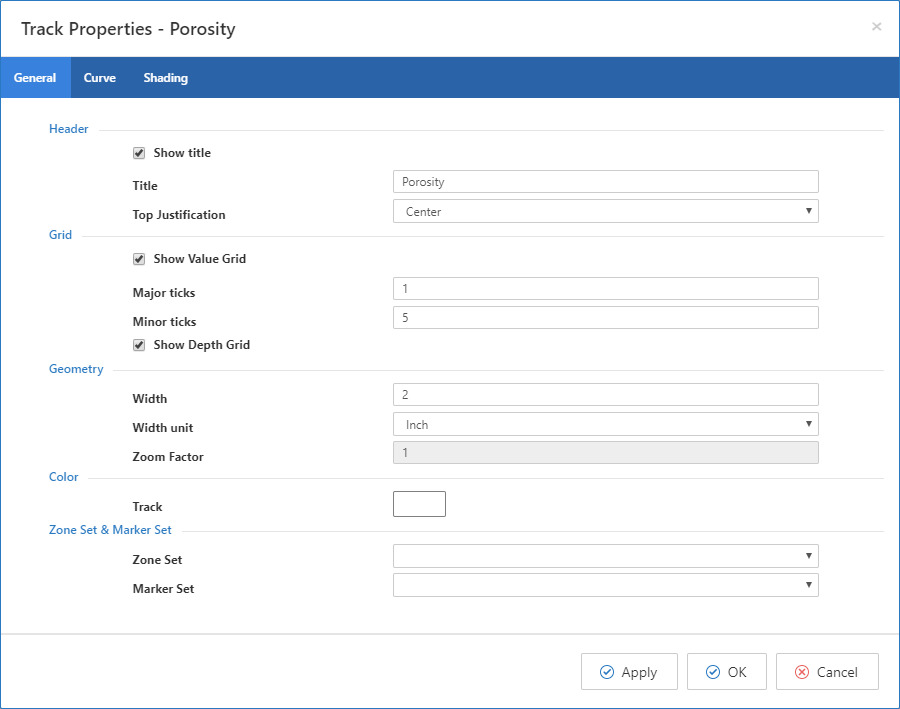 Track Properties - Porosity
×
General Curve Shading
Header
Show title
Title Porosity
Top Justification Center
Grid
Show Value Grid
Major ticks 1
Minor ticks 5
Show Depth Grid
Geometry
Width 2
Width unit Inch
Zoom Factor 1
Color
Track
Zone Set & Marker Set
Zone Set
Marker Set
Apply OK Cancel